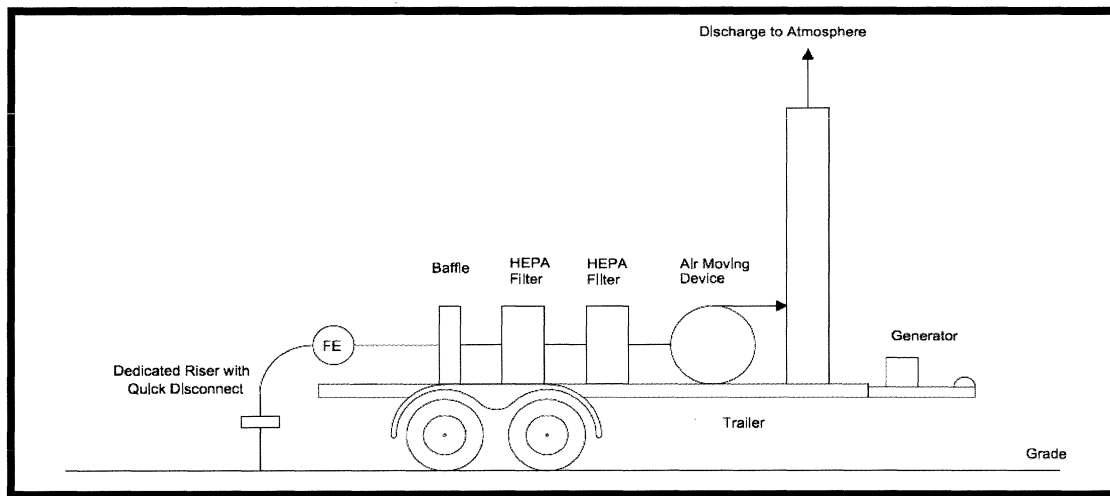 Discharge to Atmosphere
Baffle
HEPA
Filter
HEPA
Filter
Air Moving
Device
Generator
FE
Dedicated Riser with
Quick Disconnect
Trailer
Grade